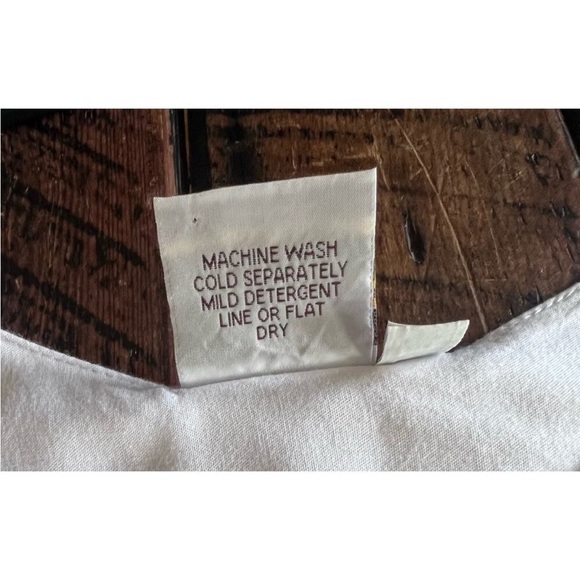 MACHINE WASH
COLD SEPARATELY
MILD DETERGENT
LINE OR FLAT
DRY